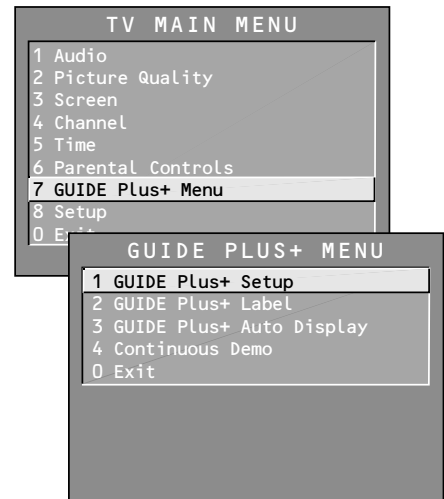 TV MAIN MENU
1 Audio
2 Picture Quality
3 Screen
4 Channel
5 Time
6 Parental Controls
7 GUIDE Plus+ Menu
8 Setup
0 Exit
GUIDE PLUS+ MENU
1 GUIDE Plus+ Setup
2 GUIDE Plus+ Label
3 GUIDE Plus+ Auto Display
4 Continuous Demo
0 Exit